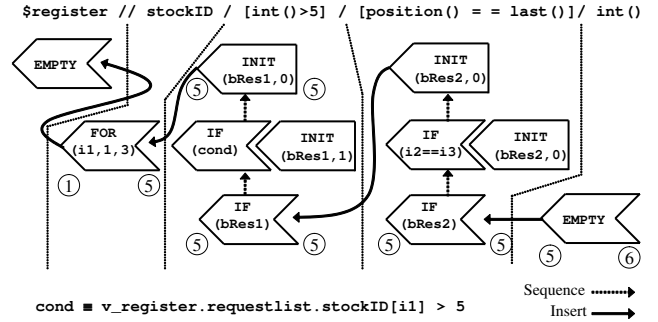 $register // stockID / [int()>5] / [position() = = last()]/ int()
EMPTY
INIT
(bRes1,0)
INIT
(bRes2,0)
5
5
FOR
(i1,1,3)
IF
(cond)
INIT
(bRes1,1)
IF
(i2==i3)
INIT
(bRes2,0)
1
5
IF
(bRes1)
IF
(bRes2)
EMPTY
5
5
5
5
5
6
Sequence
cond ≡ v_register.requestlist.stockID[i1] > 5
Insert